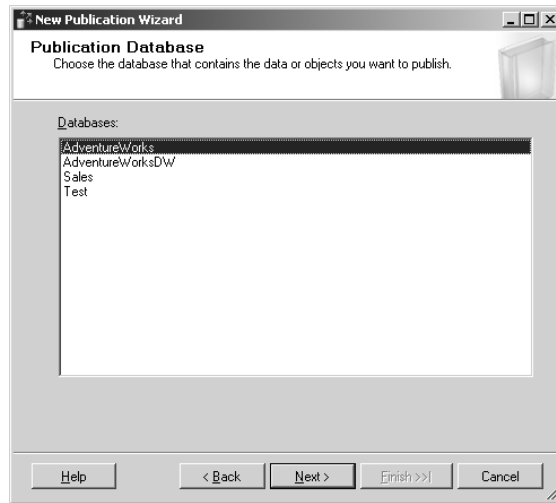 New Publication Wizard
Publication Database
Choose the database that contains the data or objects you want to publish.
Databases:
AdventureWorks
AdventureWorksDW
Sales
Test
Help
< Back
Next >
Finish >>|
Cancel